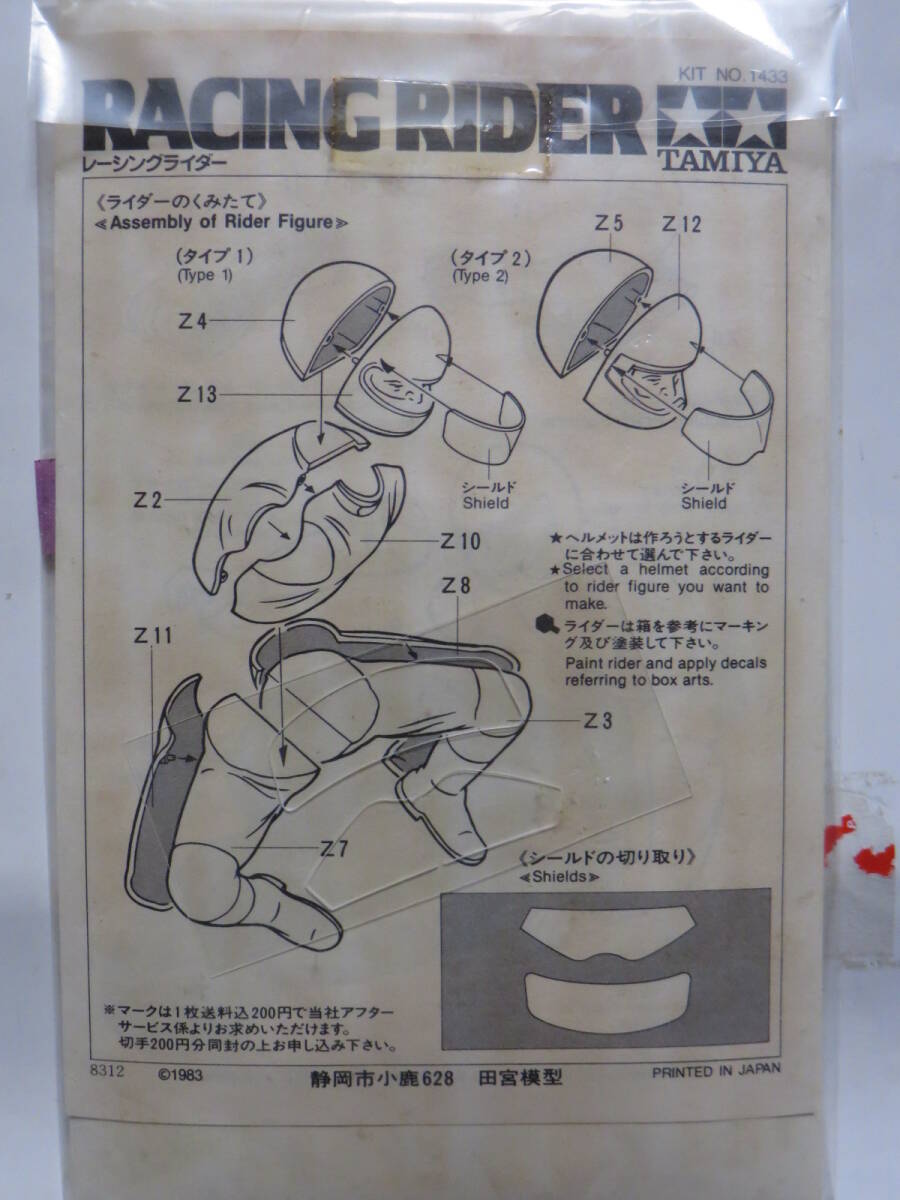 KIT NO. 1433
RACING RIDER
TAMIYA
レーシングライダー
《ライダーのくみたて》
≪Assembly of Rider Figure≫
(タイプ1)
(Type 1)
(タイプ2)
(Type 2)
Z5
Z12
Z4
Z13
シールド
Shield
シールド
Shield
Z2
Z10
Z8
Z11
Z3
Z7
★ヘルメットは作ろうとするライダー
に合わせて選んで下さい。
★Select a helmet according
to rider figure you want to
make.
ライダーは箱を参考にマーキン
グ及び塗装して下さい。
Paint rider and apply decals
referring to box arts.
《シールドの切り取り》
≪Shields≫
※マークは1枚送料込200円で当社アフター
サービス係よりお求めいただけます。
切手200円分同封の上お申し込み下さい。
8312
©1983
静岡市小鹿628 田宮模型
PRINTED IN JAPAN